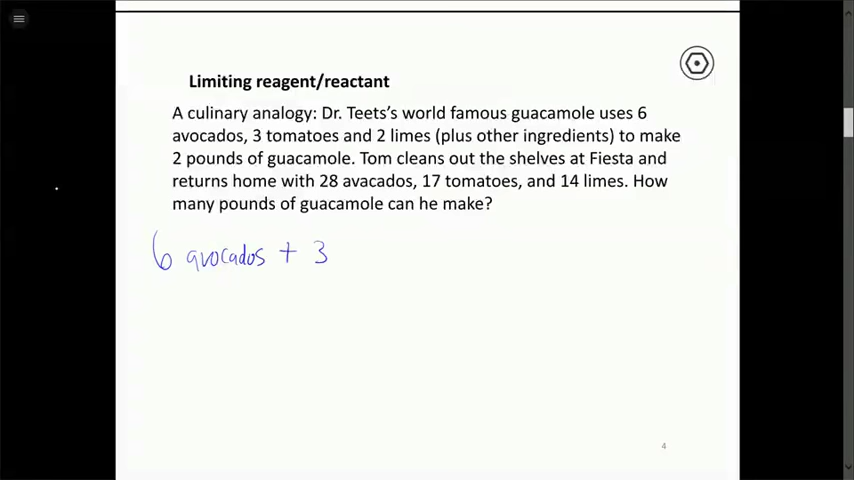 Limiting reagent/reactant
A culinary analogy: Dr. Teets's world famous guacamole uses 6
avocados, 3 tomatoes and 2 limes (plus other ingredients) to make
2 pounds of guacamole. Tom cleans out the shelves at Fiesta and
returns home with 28 avacados, 17 tomatoes, and 14 limes. How
many pounds of guacamole can he make?
6 avocados + 3
4